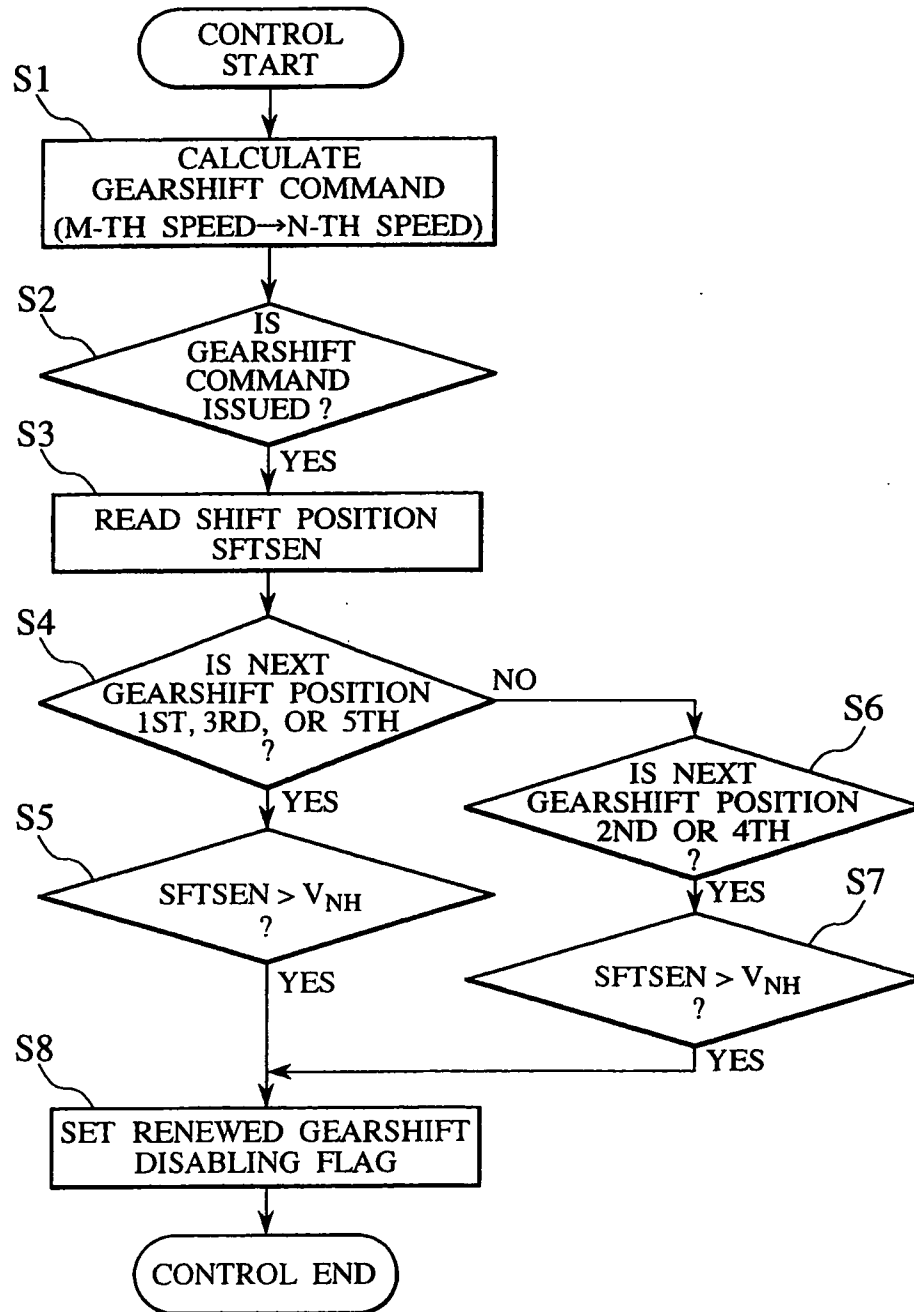 CONTROL
START
S1
CALCULATE
GEARSHIFT COMMAND
(M-TH SPEED→N-TH SPEED)
S2
IS
GEARSHIFT
COMMAND
ISSUED ?
YES
S3
READ SHIFT POSITION
SFTSEN
S4
IS NEXT
GEARSHIFT POSITION
1ST, 3RD, OR 5TH
?
NO
YES
S6
IS NEXT
GEARSHIFT POSITION
2ND OR 4TH
?
YES
S5
SFTSEN > VNH
?
YES
S7
SFTSEN > VNH
?
YES
S8
SET RENEWED GEARSHIFT
DISABLING FLAG
CONTROL END